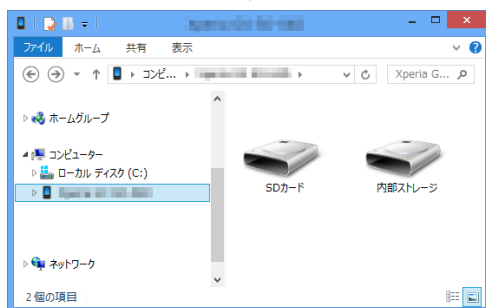 ファイル ホーム 共有 表示
コンピ... Xperia G...
ホームグループ
コンピューター
ローカル ディスク (C:)
SDカード 内部ストレージ
ネットワーク
2 個の項目